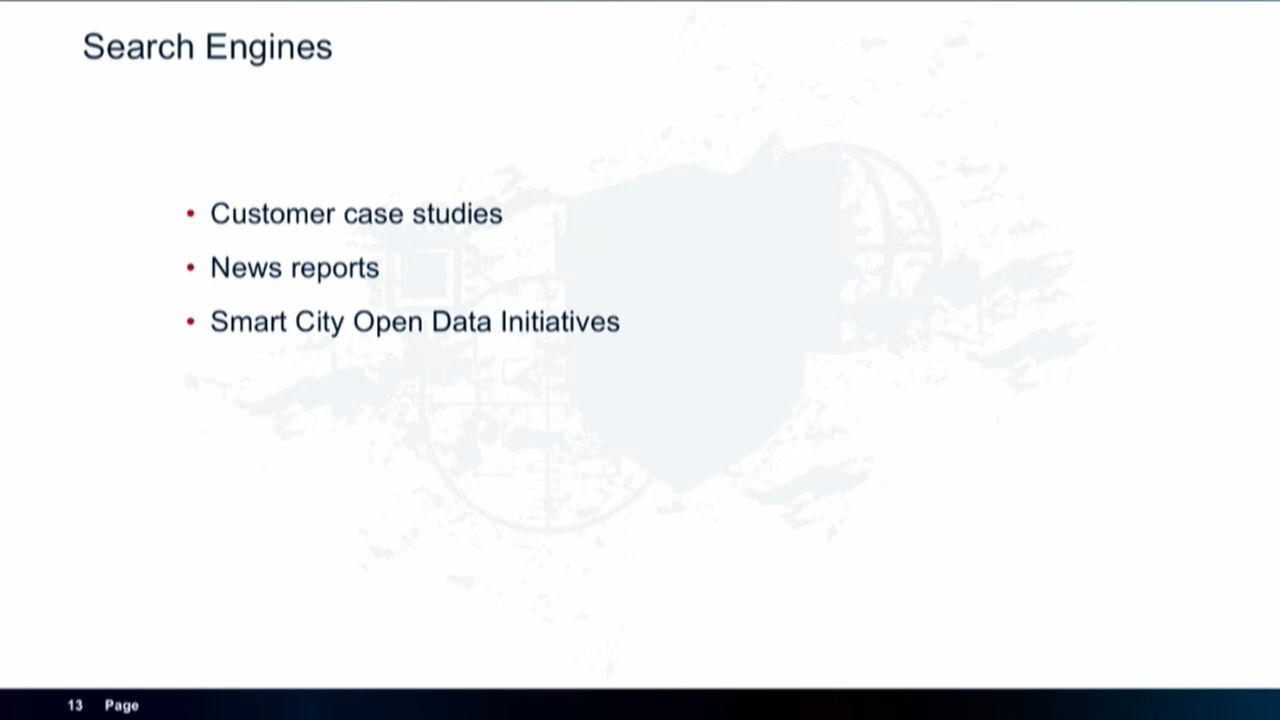 Search Engines
• Customer case studies
• News reports
• Smart City Open Data Initiatives
13 Page